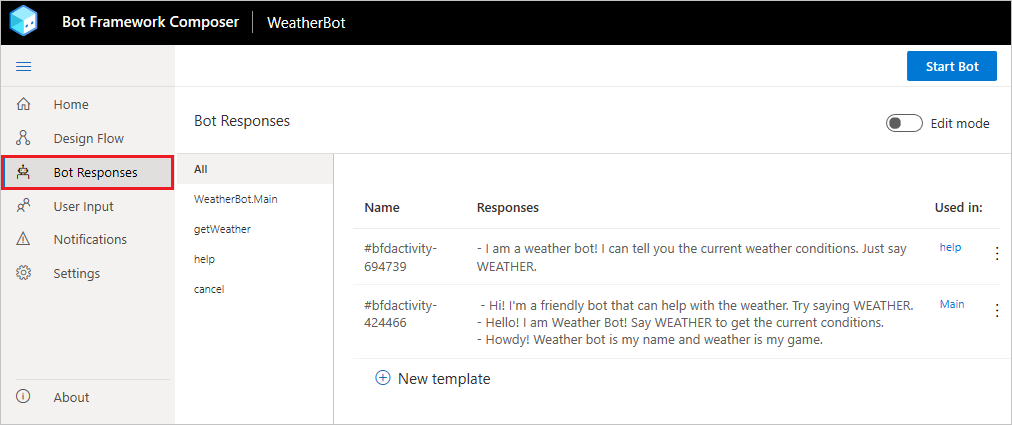 Bot Framework Composer WeatherBot
Start Bot
Home
Design Flow
Bot Responses
User Input
Notifications
Settings
About
Bot Responses
Edit mode
All
WeatherBot.Main
getWeather
help
cancel
Name Responses Used in:
#bfdactivity-
694739
- I am a weather bot! I can tell you the current weather conditions. Just say
WEATHER.
help
#bfdactivity-
424466
- Hi! I'm a friendly bot that can help with the weather. Try saying WEATHER.
- Hello! I am Weather Bot! Say WEATHER to get the current conditions.
- Howdy! Weather bot is my name and weather is my game.
Main
New template